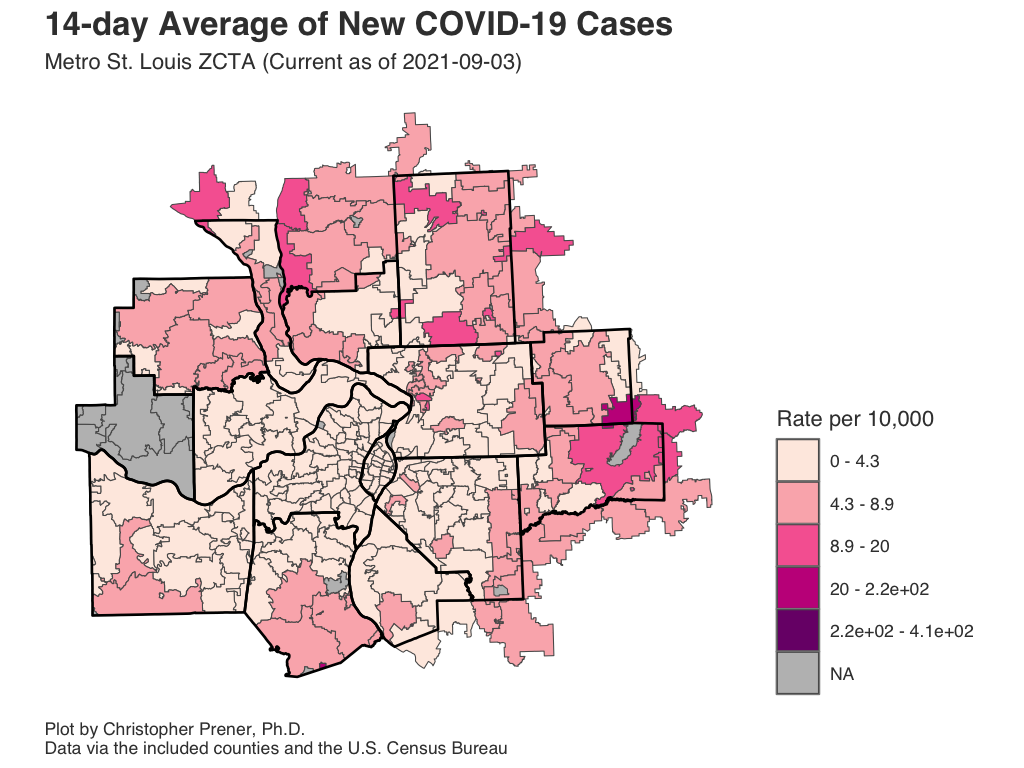 14-day Average of New COVID-19 Cases
Metro St. Louis ZCTA (Current as of 2021-09-03)
Rate per 10,000
0 - 4.3
4.3 - 8.9
8.9 - 20
20 - 2.2e+02
2.2e+02 - 4.1e+02
NA
Plot by Christopher Prener, Ph.D.
Data via the included counties and the U.S. Census Bureau